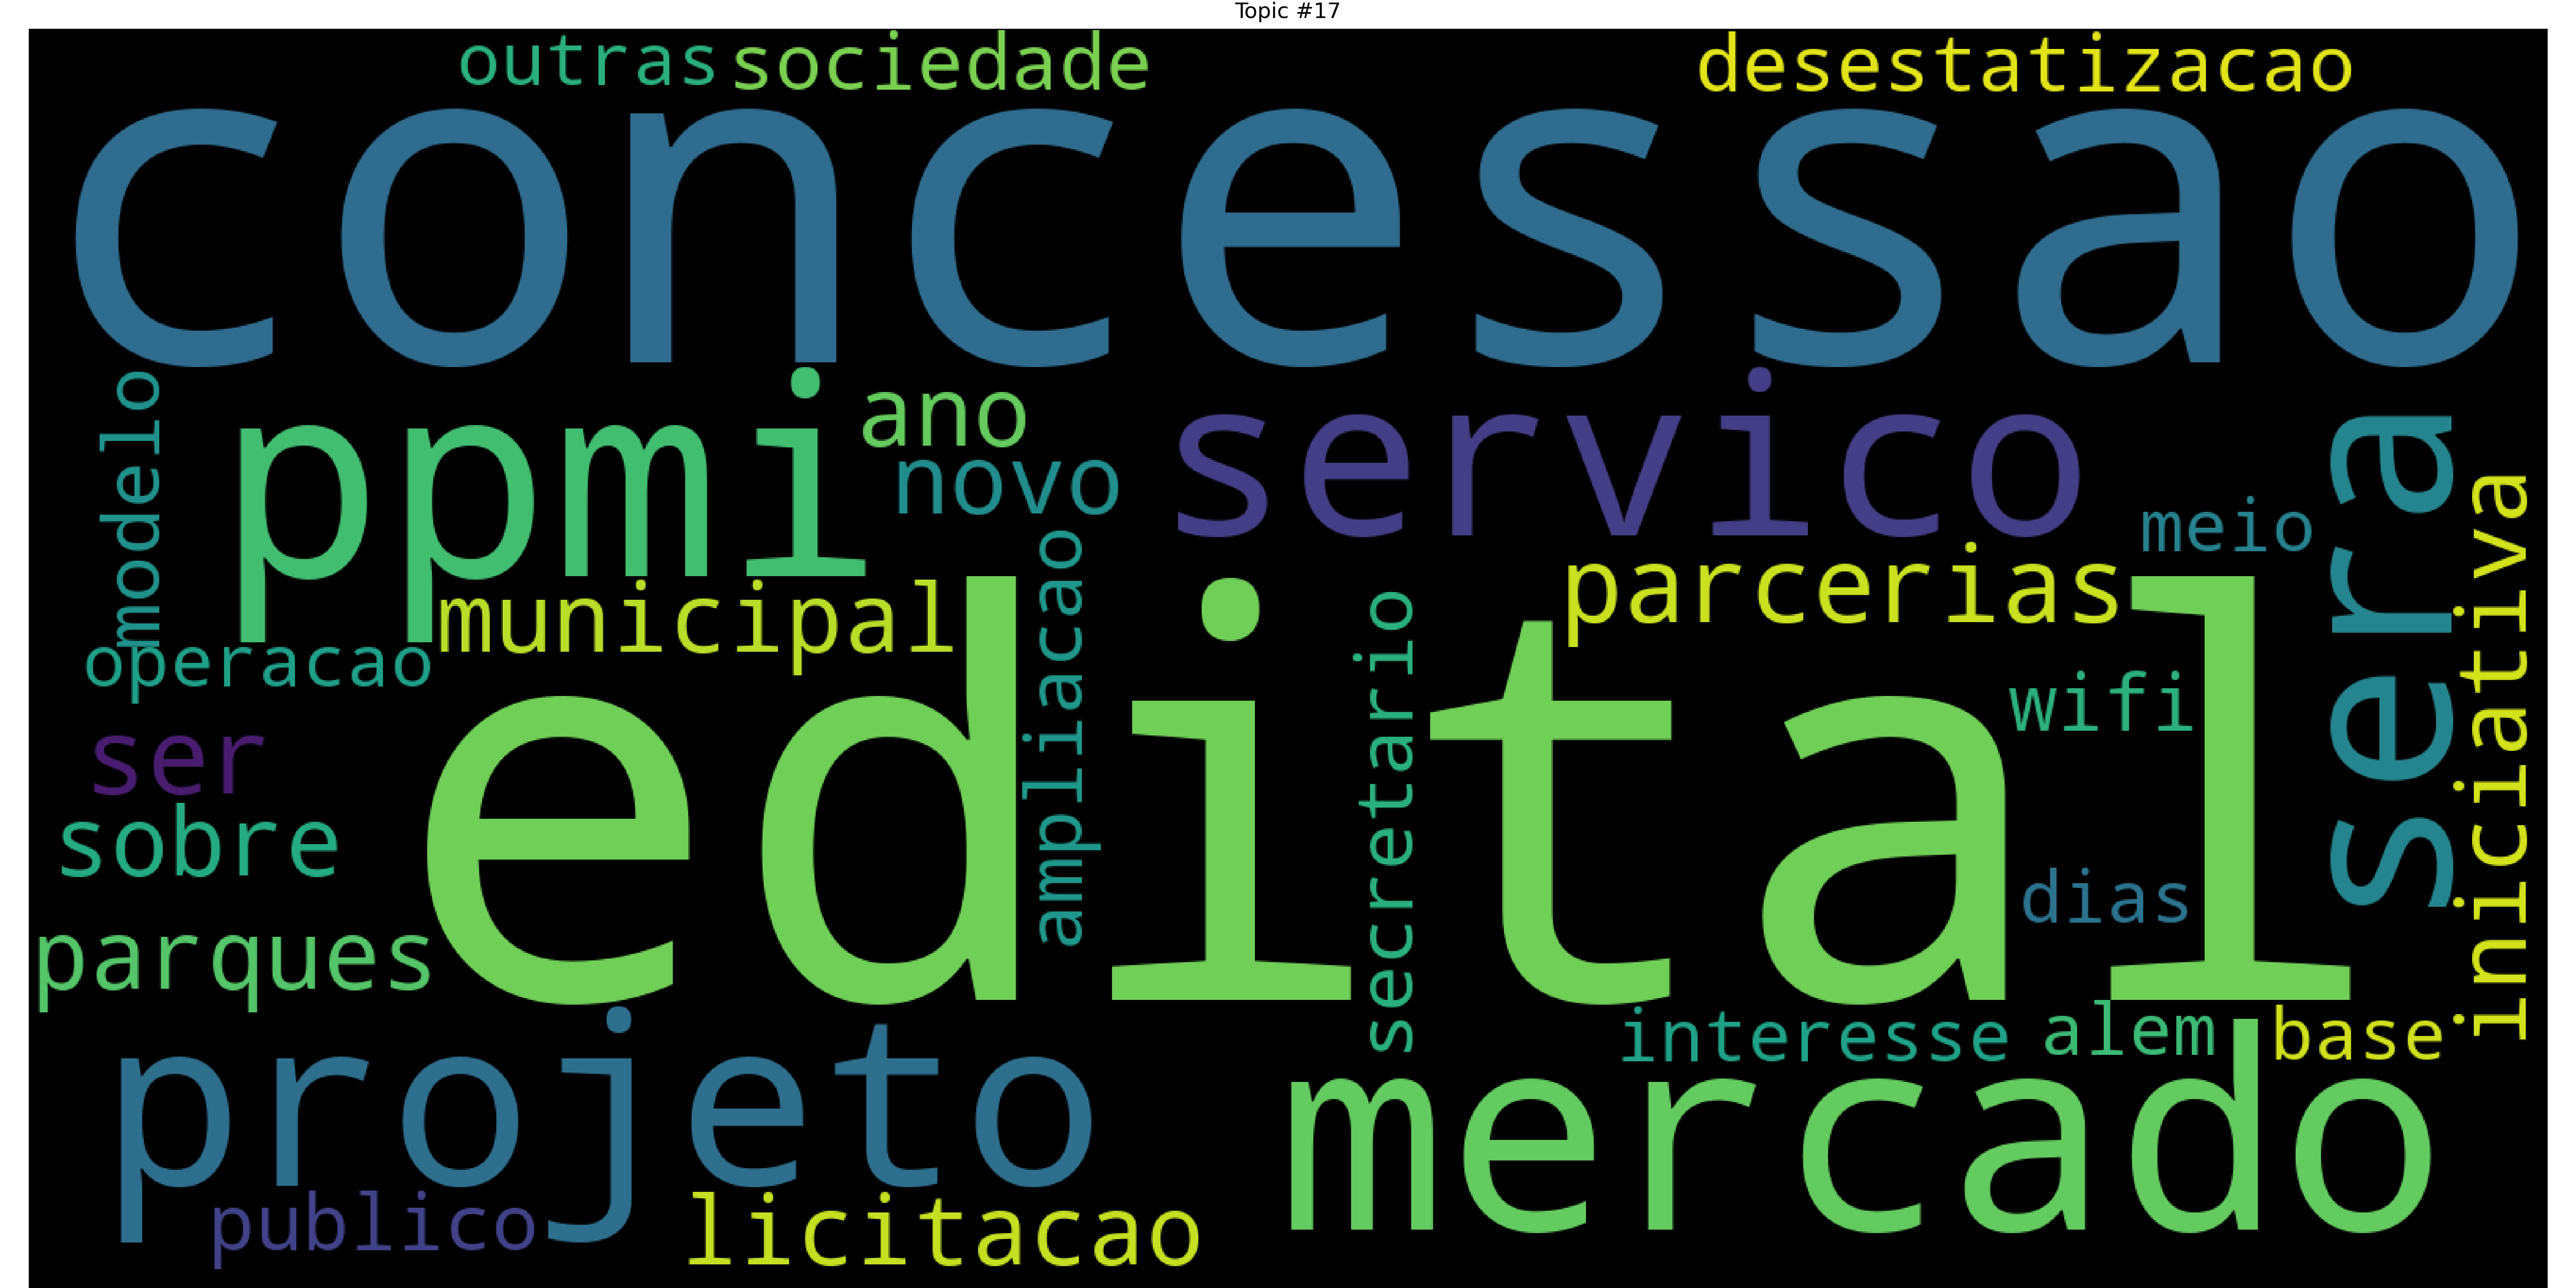 Topic #17
outras
sociedade
desestatizacao
concessao
modelo
ppmi
ano
novo
servico
meio
sera
iniciativa
municipal
parcerias
operacao
ampliacao
secretario
edital
wifi
ser
sobre
dias
parques
interesse
alem
base
projeto
mercado
publico
licitacao